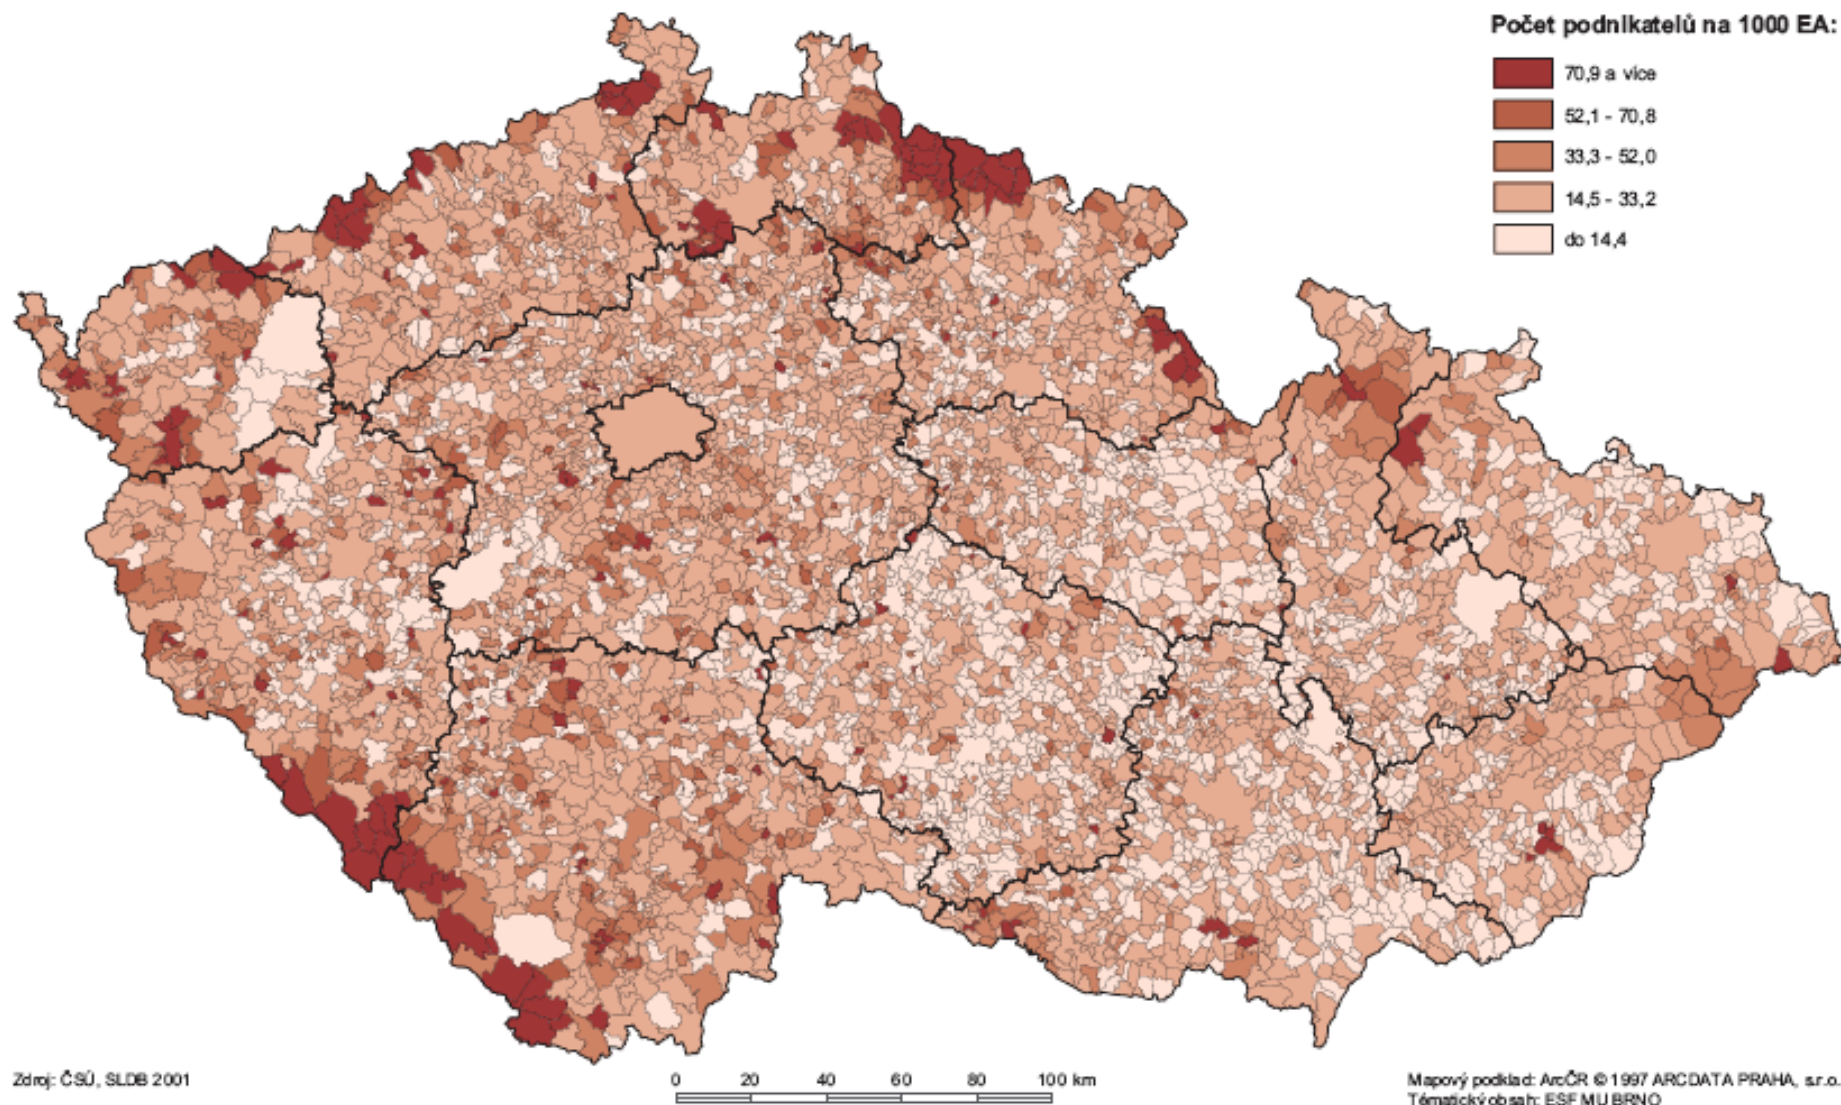 Počet podnikatelů na 1000 EA:
70,9 a více
52,1 - 70,8
33,3 - 52,0
14,5 - 33,2
do 14,4
Zdroj: ČSÚ, SLDB 2001
0 20 40 60 80 100 km
Mapový podklad: ArcČR © 1997 ARCDATA PRAHA, s.r.o.
Tématický obsah: ESF MU BRNO